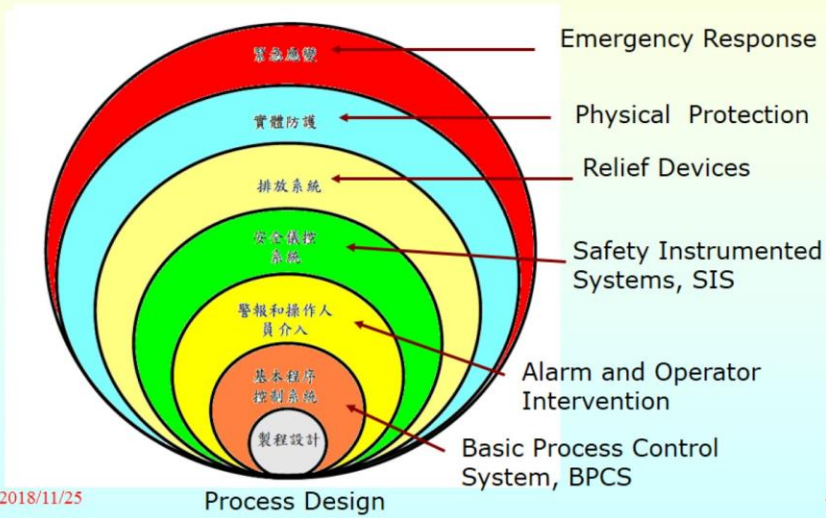 緊急應變
Emergency Response
實體防護
Physical Protection
排放系統
Relief Devices
安全儀控
系統
Safety Instrumented
Systems, SIS
警報和操作人
員介入
Alarm and Operator
Intervention
基本程序
控制系統
Basic Process Control
System, BPCS
製程設計
Process Design
2018/11/25